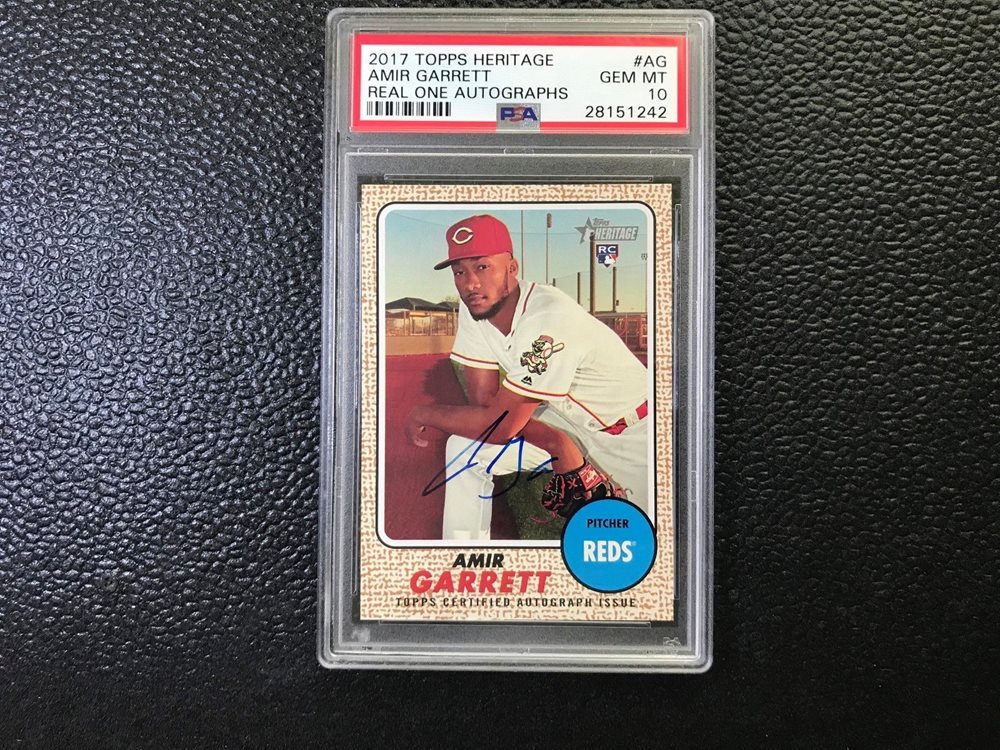 2017 TOPPS HERITAGE #AG
AMIR GARRETT GEM MT
REAL ONE AUTOGRAPHS 10
PSA 28151242
Topps
HERITAGE
RC
PITCHER
REDS
AMIR
GARRETT
TOPPS CERTIFIED AUTOGRAPH ISSUE